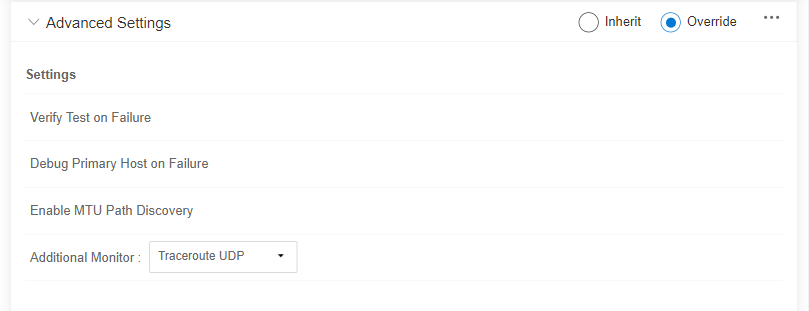 Advanced Settings Inherit Override
Settings
Verify Test on Failure
Debug Primary Host on Failure
Enable MTU Path Discovery
Additional Monitor : Traceroute UDP